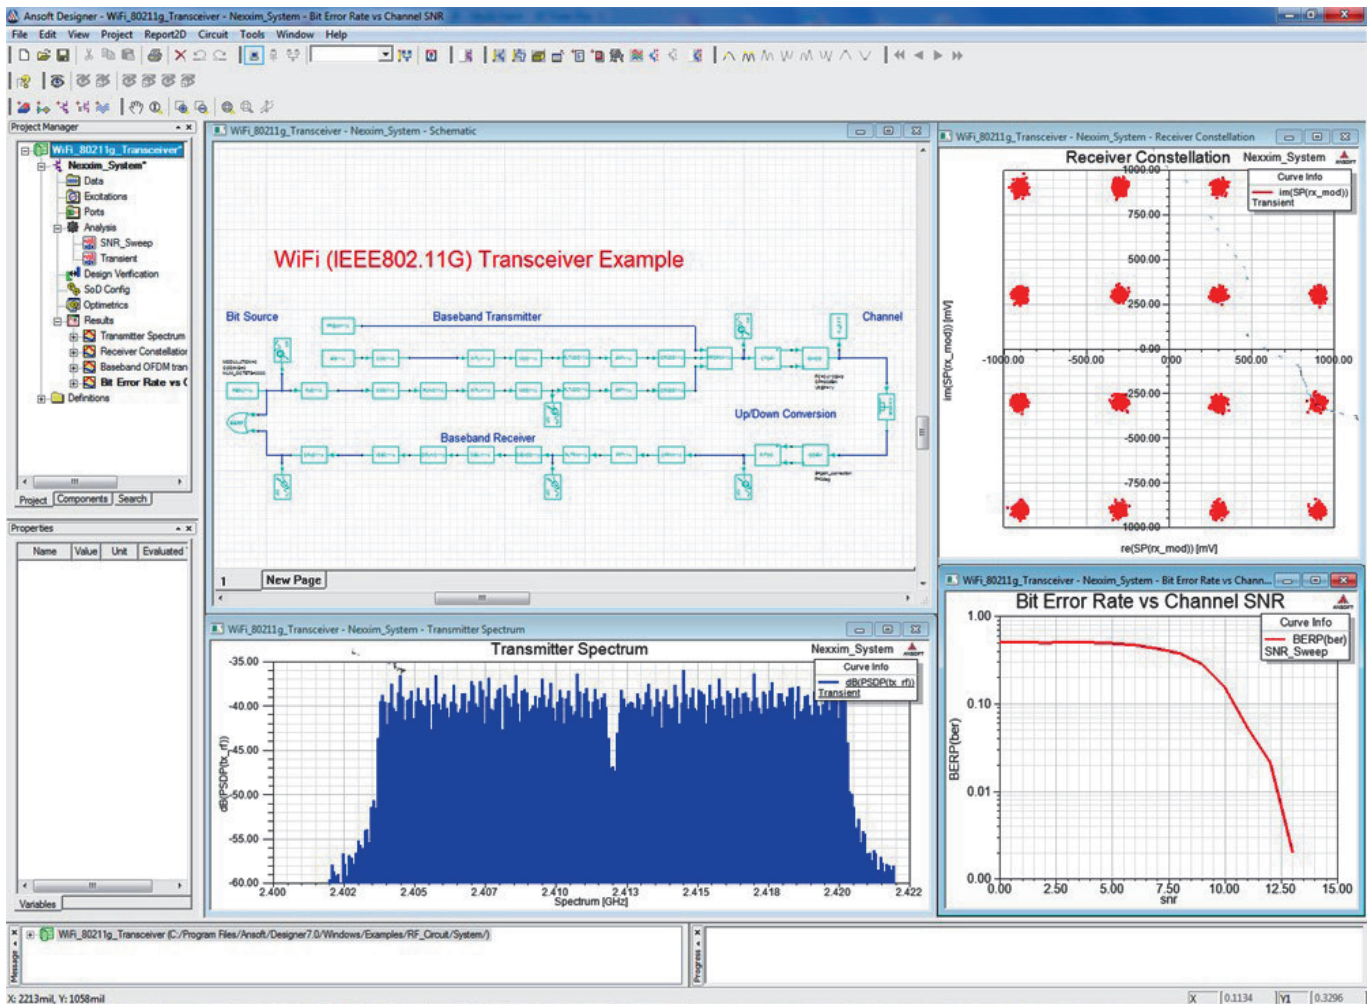 Ansoft Designer - WiFi_80211g_Transceiver - Nexxim_System - Bit Error Rate vs Channel SNR
File Edit View Project Report2D Circuit Tools Window Help
Project Manager
WiFi_80211g_Transceiver*
Nexxim_System*
Data
Excitations
Ports
Analysis
SNR_Sweep
Transient
Design Verification
SoD Config
Optimetrics
Results
Transmitter Spectrum
Receiver Constellation
Baseband OFDM tran
Bit Error Rate vs C
Definitions
Project Components Search
Properties
Name Value Unit Evaluated
Variables
WiFi_80211g_Transceiver - Nexxim_System - Schematic
WiFi (IEEE802.11G) Transceiver Example
Bit Source
Baseband Transmitter
Channel
Up/Down Conversion
Baseband Receiver
1 New Page
WiFi_80211g_Transceiver - Nexxim_System - Transmitter Spectrum
Transmitter Spectrum
Nexxim_System
ANSOFT
Curve Info
dB(PSDP(tx_rf))
Transient
dB(PSDP(tx_rf))
-35.00
-40.00
-45.00
-50.00
-55.00
-60.00
2.400 2.402 2.405 2.407 2.410 2.413 2.415 2.418 2.420 2.422
Spectrum [GHz]
WiFi_80211g_Transceiver - Nexxim_System - Receiver Constellation
Receiver Constellation
Nexxim_System
ANSOFT
Curve Info
im(SP(rx_mod))
Transient
im(SP(rx_mod)) [mV]
1000.00
750.00
250.00
0.00
-250.00
-500.00
-750.00
-1000.00
-1000.00 -500.00 0.00 500.00 1000.00
re(SP(rx_mod)) [mV]
WiFi_80211g_Transceiver - Nexxim_System - Bit Error Rate vs Chann...
Bit Error Rate vs Channel SNR
ANSOFT
Curve Info
BERP(ber)
SNR_Sweep
BERP(ber)
1.00
0.10
0.01
0.00
0.00 2.50 5.00 7.50 10.00 12.50 15.00
snr
Message
WiFi_80211g_Transceiver (C:/Program Files/Ansoft/Designer7.0/Windows/Examples/RF_Circuit/System/)
Progress
X: 2213mil, Y: 1058mil
X 0.1134 Y1 0.3296